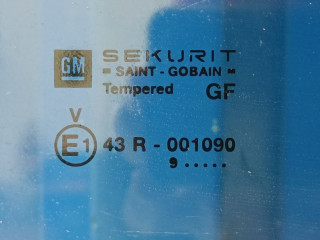 GM
SEKURIT
SAINT - GOBAIN
Tempered GF
V
E1 43 R - 001090
9 .....